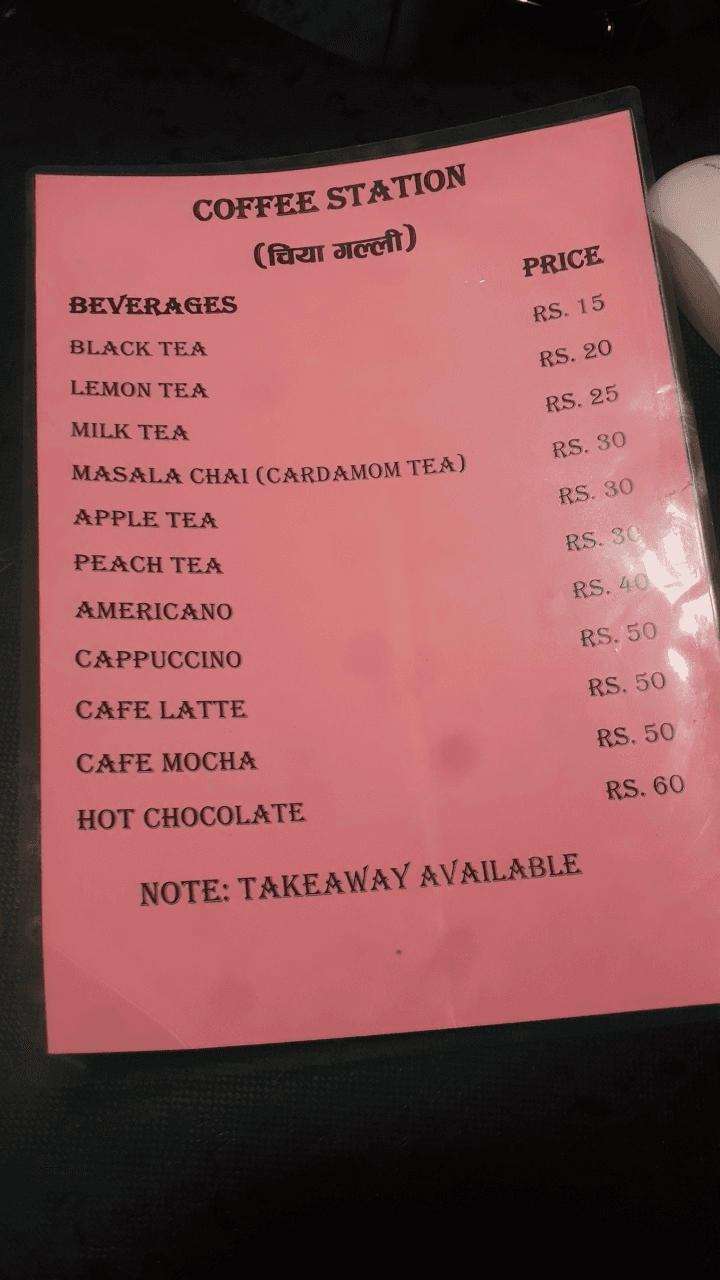 COFFEE STATION
(चिया गल्ली)
BEVERAGES PRICE
BLACK TEA RS. 15
LEMON TEA RS. 20
MILK TEA RS. 25
MASALA CHAI (CARDAMOM TEA) RS. 30
APPLE TEA RS. 30
PEACH TEA RS. 30
AMERICANO RS. 40
CAPPUCCINO RS. 50
CAFE LATTE RS. 50
CAFE MOCHA RS. 50
HOT CHOCOLATE RS. 60
NOTE: TAKEAWAY AVAILABLE